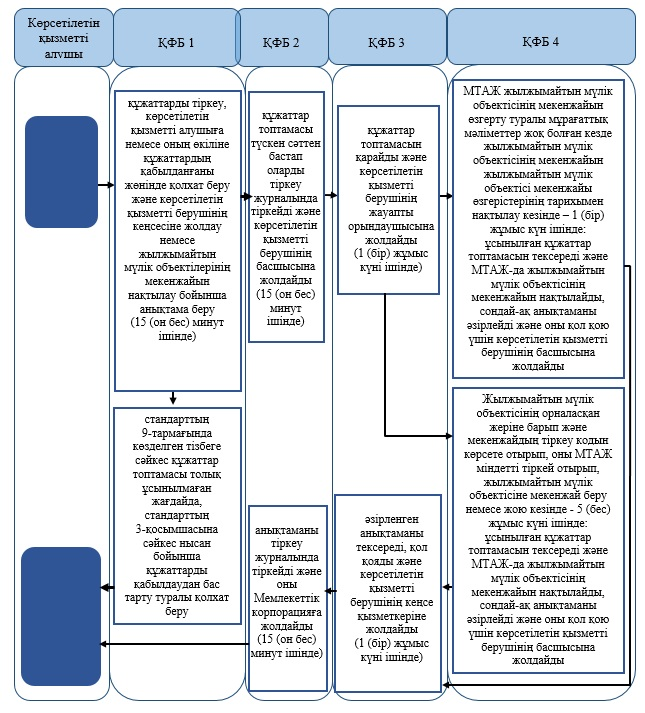 Көрсетілетін
қызметті
алушы
ҚФБ 1
ҚФБ 2
ҚФБ 3
ҚФБ 4
құжаттарды тіркеу,
көрсетілетін
қызметті алушыға
немесе оның өкіліне
құжаттардың
қабылданғаны
жөнінде қолхат беру
және көрсетілетін
қызметті берушінің
кеңсесіне жолдау
немесе
жылжымайтын
мүлік объектілерінің
мекенжайын
нақтылау бойынша
анықтама беру
(15 (он бес) минут
ішінде)
құжаттар
топтамасы
түскен сәттен
бастап
оларды
тіркеу
журналында
тіркейді және
көрсетілетін
қызметті
берушінің
басшысына
жолдайды
(15 (он бес)
минут
ішінде)
құжаттар
топтамасын
қарайды және
көрсетілетін
қызметті
берушінің
жауапты
орындаушысына
жолдайды
(1 (бір) жұмыс
күні ішінде)
МТАЖ жылжымайтын мүлік
объектісінің мекенжайын
өзгерту туралы мұрағаттық
мәліметтер жоқ болған кезде
жылжымайтын мүлік
объектісінің мекенжайын
жылжымайтын мүлік
объектісі мекенжайы
өзгерістерінің тарихымен
нақтылау кезінде – 1 (бір)
жұмыс күн ішінде:
ұсынылған құжаттар
топтамасын тексереді және
МТАЖ-да жылжымайтын
мүлік объектісінің
мекенжайын нақтылайды,
сондай-ақ анықтаманы
әзірлейді және оны қол қою
үшін көрсетілетін қызметті
берушінің басшысына
жолдайды
стандарттың
9-тармағында
көзделген тізбеге
сәйкес құжаттар
топтамасы толық
ұсынылмаған
жағдайда,
стандарттың
3-қосымшасына
сәйкес нысан
бойынша
құжаттарды
қабылдаудан бас
тарту туралы қолхат
беру
анықтаманы
тіркеу
журналында
тіркейді және
оны
Мемлекеттік
корпорацияға
жолдайды
(15 (он бес)
минут ішінде)
әзірленген
анықтаманы
тексереді, қол
қояды және
көрсетілетін
қызметті
берушінің кеңсе
қызметкеріне
жолдайды
(1 (бір) жұмыс
күні ішінде)
Жылжымайтын мүлік
объектісінің орналасқан
жеріне барып және
мекенжайдың тіркеу кодын
көрсете отырып, оны МТАЖ
міндетті тіркей отырып,
жылжымайтын мүлік
объектісіне мекенжай беру
немесе жою кезінде - 5 (бес)
жұмыс күні ішінде:
ұсынылған құжаттар
топтамасын тексереді және
МТАЖ-да жылжымайтын
мүлік объектісінің
мекенжайын нақтылайды,
сондай-ақ анықтаманы
әзірлейді және оны қол қою
үшін көрсетілетін қызметті
берушінің басшысына
жолдайды